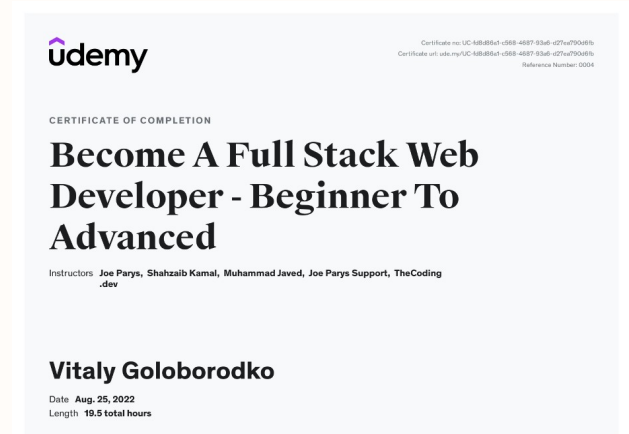 ûdemy
Certificate no: UC-fd8d86s1-c568-4687-93a6-d27ea790d6fb
Certificate url: ude.my/UC-fd8d86s1-c568-4687-93a6-d27ea790d6fb
Reference Number: 0004
CERTIFICATE OF COMPLETION
Become A Full Stack Web
Developer - Beginner To
Advanced
Instructors Joe Parys, Shahzaib Kamal, Muhammad Javed, Joe Parys Support, TheCoding
.dev
Vitaly Goloborodko
Date Aug. 25, 2022
Length 19.5 total hours